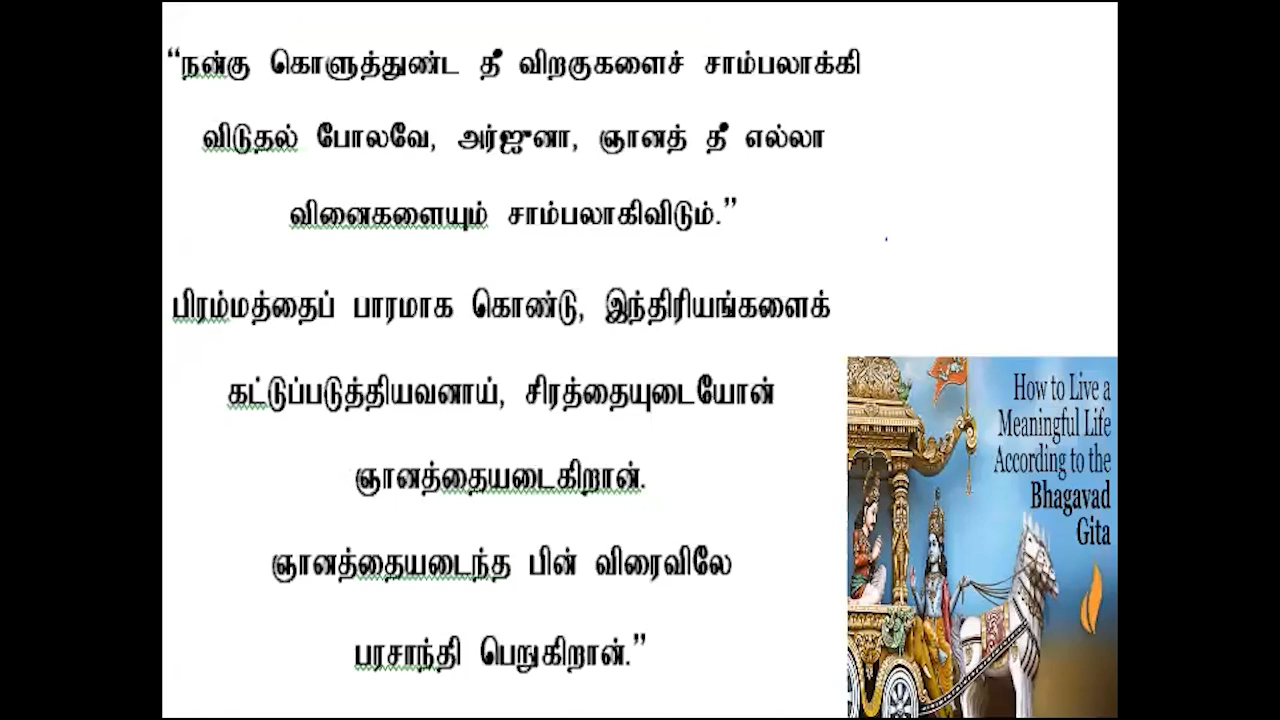 “நன்கு கொளுத்துண்ட தீ விறகுகளைச் சாம்பலாக்கி
விடுதல் போலவே, அர்ஜுனா, ஞானத் தீ எல்லா
வினைகளையும் சாம்பலாகிவிடும்.”
பிரம்மத்தைப் பாரமாக கொண்டு, இந்திரியங்களைக்
கட்டுப்படுத்தியவனாய், சிரத்தையுடையோன்
ஞானத்தையடைகிறான்.
ஞானத்தையடைந்த பின் விரைவிலே
பரசாந்தி பெறுகிறான்.”
How to Live a
Meaningful Life
According to the
Bhagavad
Gita